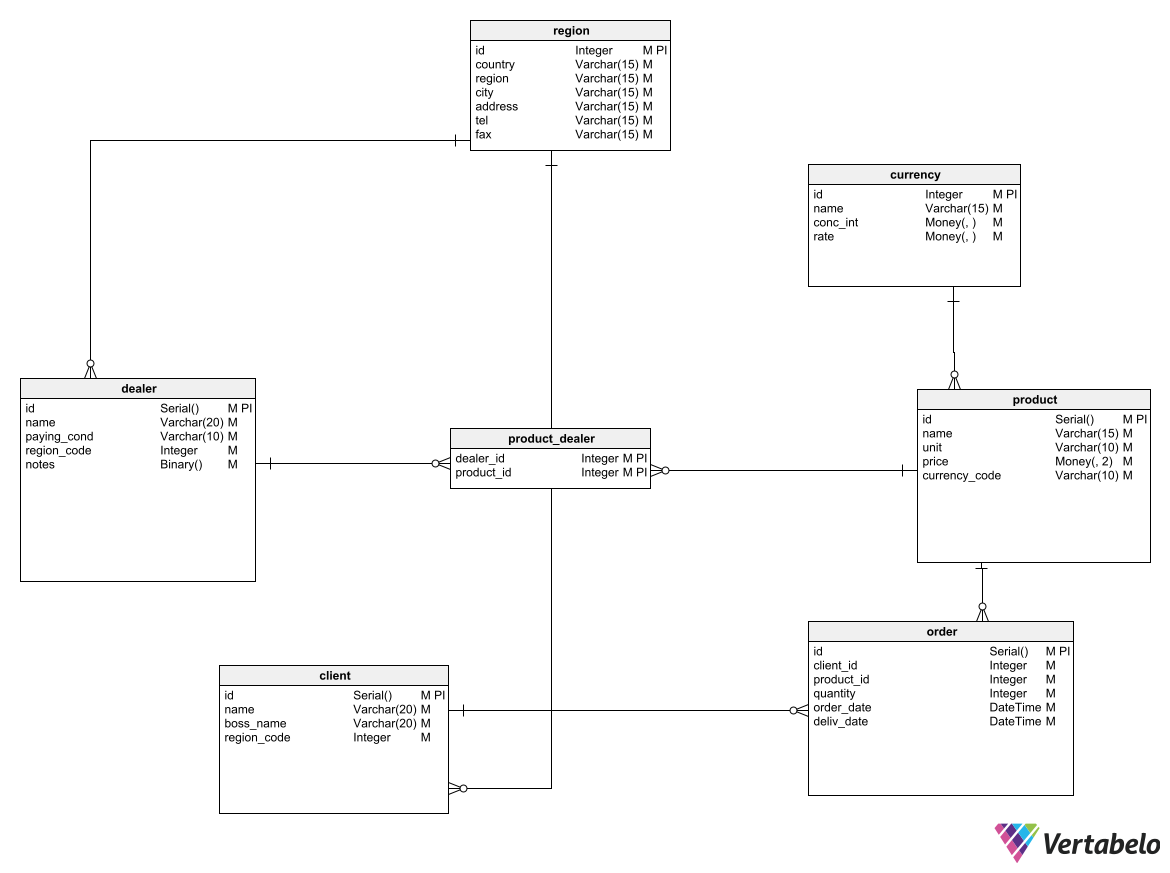 region
id Integer M PI
country Varchar(15) M
region Varchar(15) M
city Varchar(15) M
address Varchar(15) M
tel Varchar(15) M
fax Varchar(15) M
currency
id Integer M PI
name Varchar(15) M
conc_int Money(, ) M
rate Money(, ) M
dealer
id Serial() M PI
name Varchar(20) M
paying_cond Varchar(10) M
region_code Integer M
notes Binary() M
product_dealer
dealer_id Integer M PI
product_id Integer M PI
product
id Serial() M PI
name Varchar(15) M
unit Varchar(10) M
price Money(, 2) M
currency_code Varchar(10) M
client
id Serial() M PI
name Varchar(20) M
boss_name Varchar(20) M
region_code Integer M
order
id Serial() M PI
client_id Integer M
product_id Integer M
quantity Integer M
order_date DateTime M
deliv_date DateTime M
Vertabelo